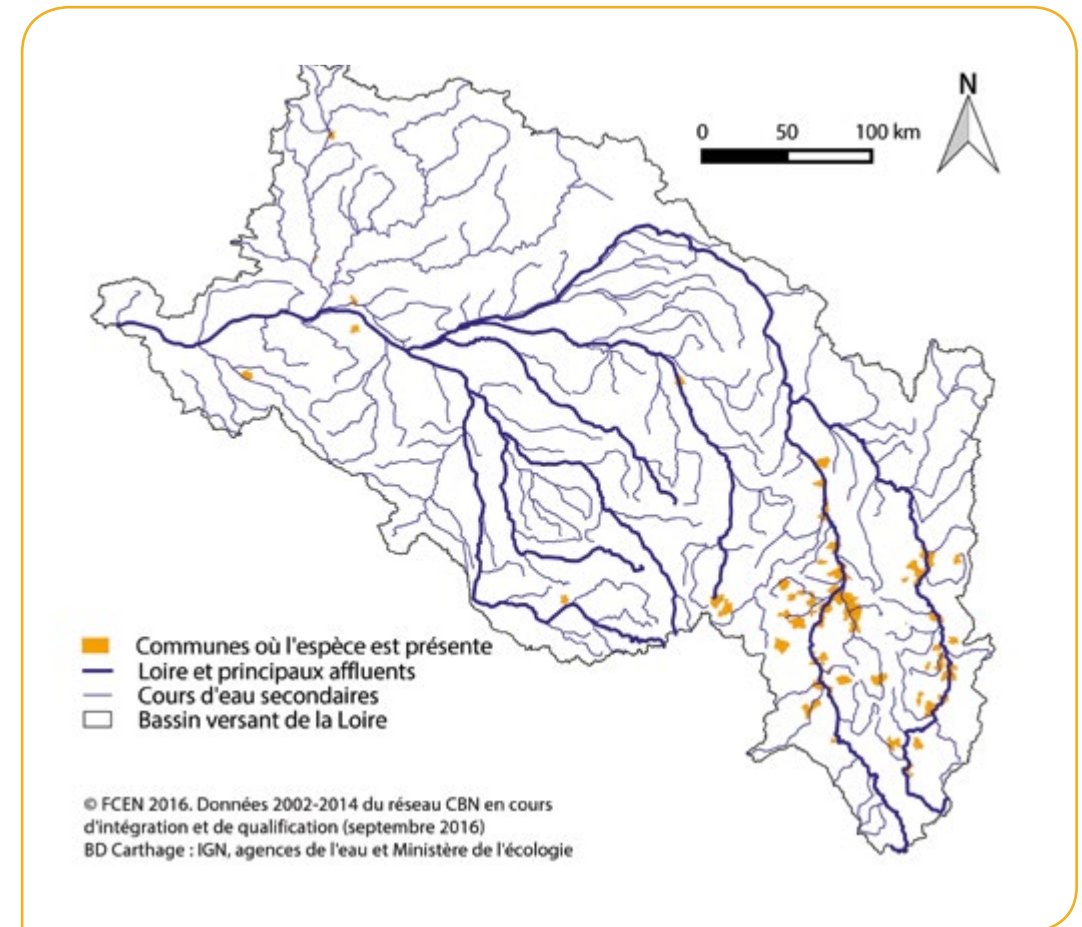 N
0 50 100 km
Communes où l'espèce est présente
Loire et principaux affluents
Cours d'eau secondaires
Bassin versant de la Loire
© FCEN 2016. Données 2002-2014 du réseau CBN en cours
d'intégration et de qualification (septembre 2016)
BD Carthage : IGN, agences de l'eau et Ministère de l'écologie